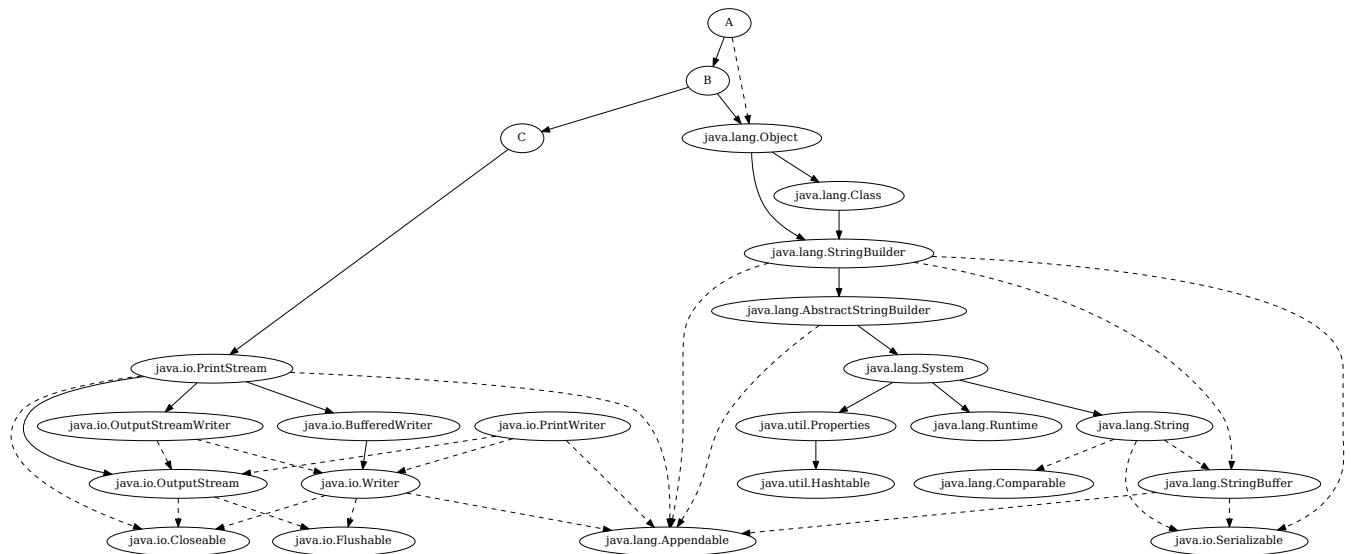 A
B
C
java.lang.Object
java.lang.Class
java.lang.StringBuilder
java.lang.AbstractStringBuilder
java.io.PrintStream
java.lang.System
java.io.OutputStreamWriter
java.io.BufferedWriter
java.io.PrintWriter
java.util.Properties
java.lang.Runtime
java.lang.String
java.io.OutputStream
java.io.Writer
java.util.Hashtable
java.lang.Comparable
java.lang.StringBuffer
java.io.Closeable
java.io.Flushable
java.lang.Appendable
java.io.Serializable